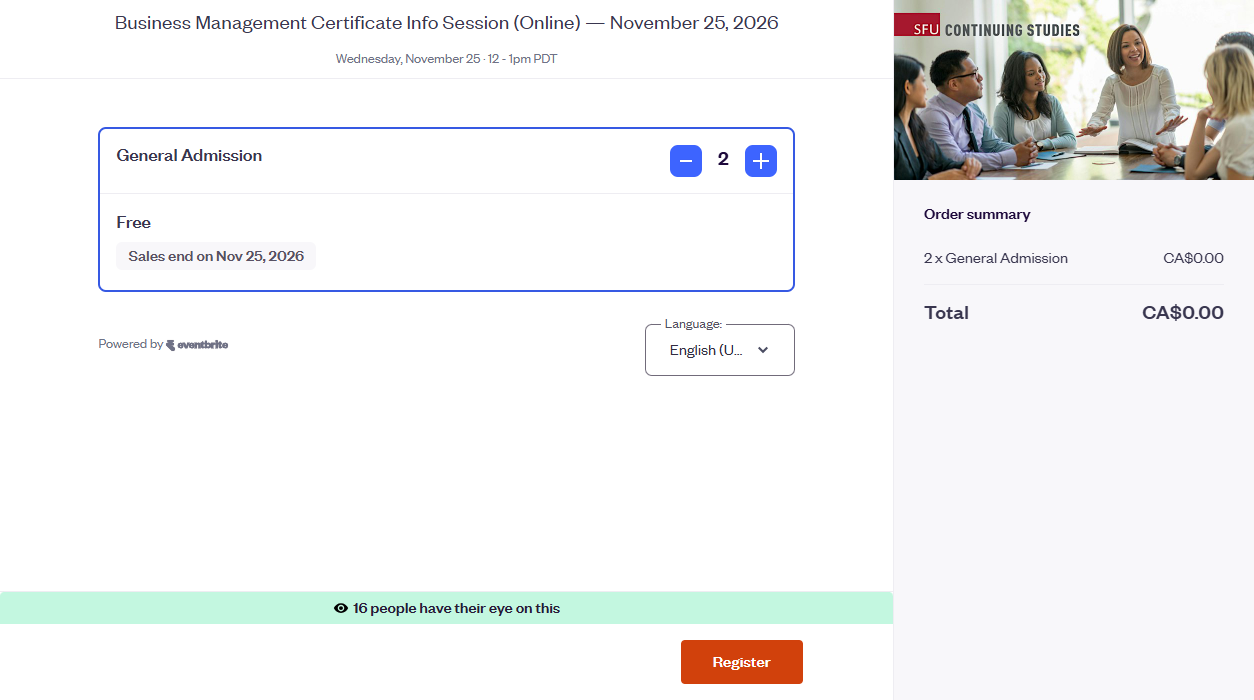 Business Management Certificate Info Session (Online) — November 25, 2026
Wednesday, November 25 · 12 - 1pm PDT
General Admission
2
Free
Sales end on Nov 25, 2026
Powered by eventbrite
Language:
English (U...
16 people have their eye on this
Register
SFU CONTINUING STUDIES
Order summary
2 x General Admission CA$0.00
Total CA$0.00